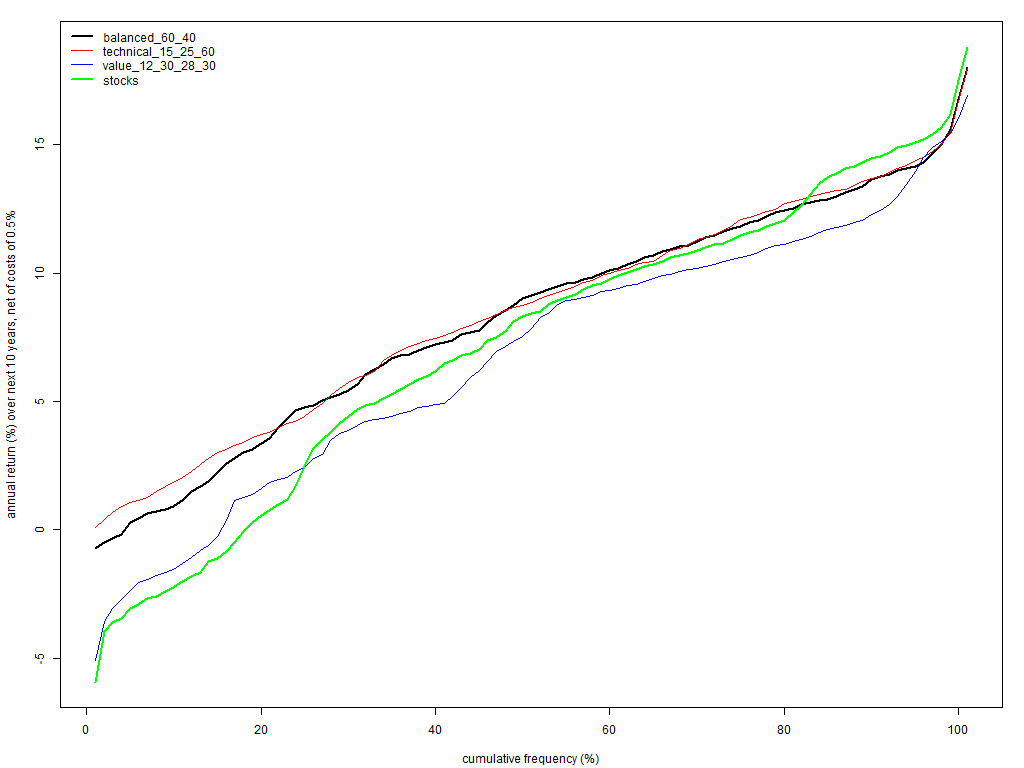 balanced_60_40
technical_15_25_60
value_12_30_28_30
stocks
annual return (%) over next 10 years, net of costs of 0.5%
15
10
5
0
-5
0 20 40 60 80 100
cumulative frequency (%)